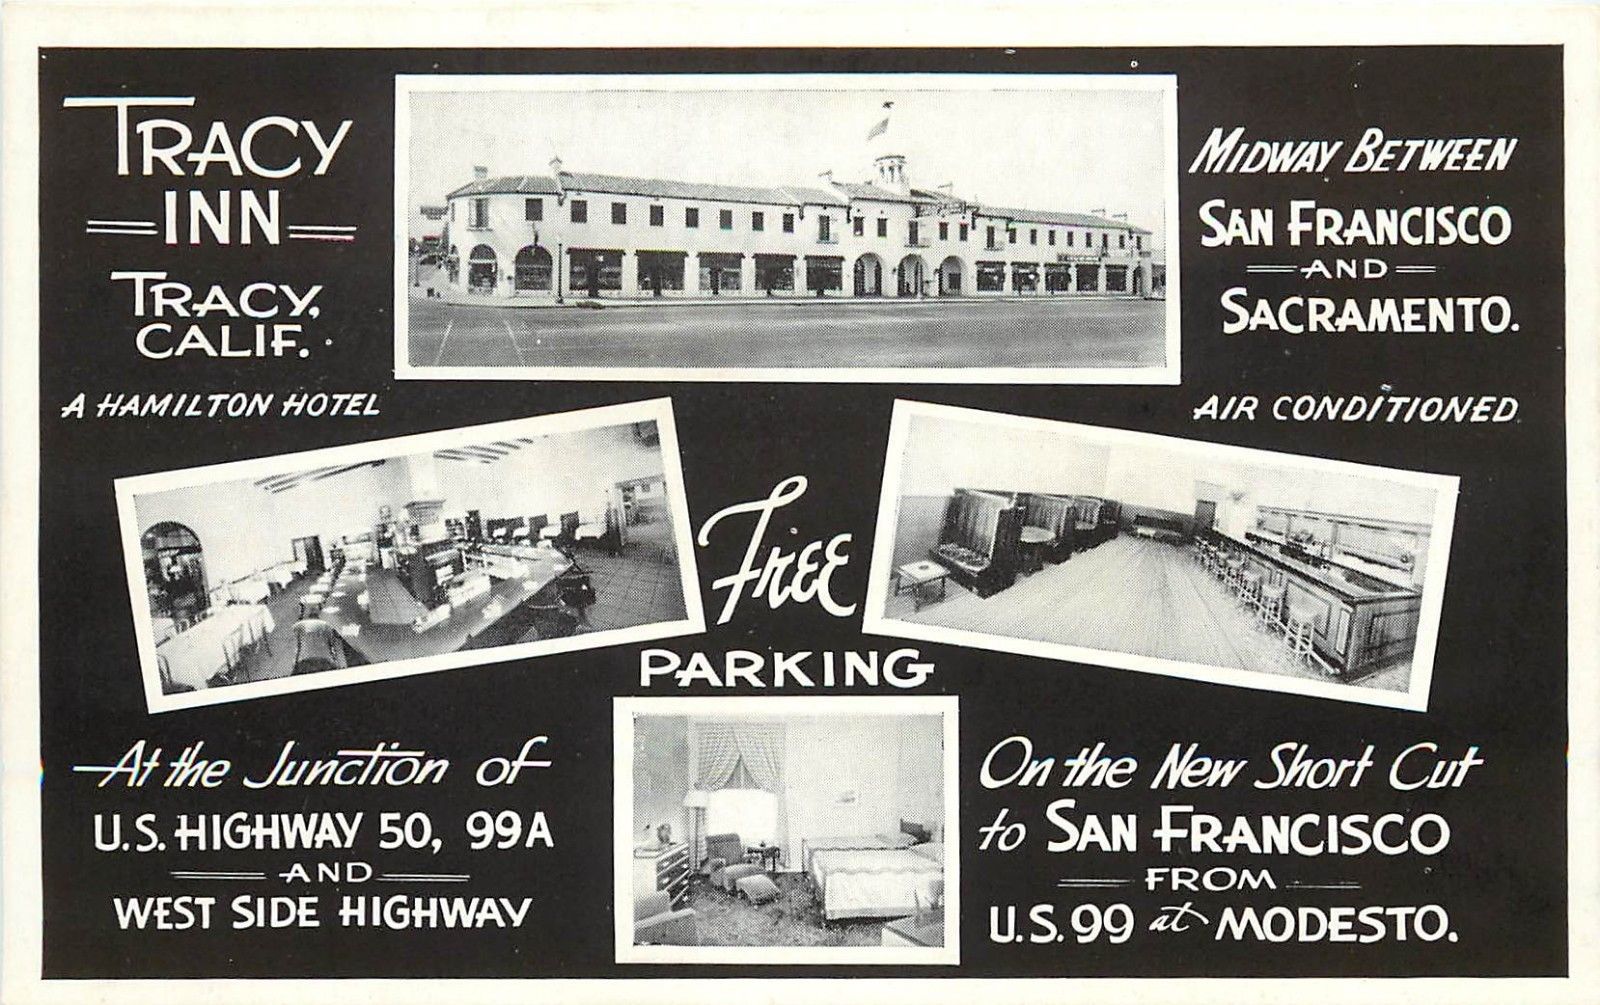 TRACY
INN
TRACY,
CALIF.
A HAMILTON HOTEL
MIDWAY BETWEEN
SAN FRANCISCO
AND
SACRAMENTO.
AIR CONDITIONED
Free
PARKING
At the Junction of
U.S. HIGHWAY 50, 99A
AND
WEST SIDE HIGHWAY
On the New Short Cut
to SAN FRANCISCO
FROM
U.S. 99 at MODESTO.